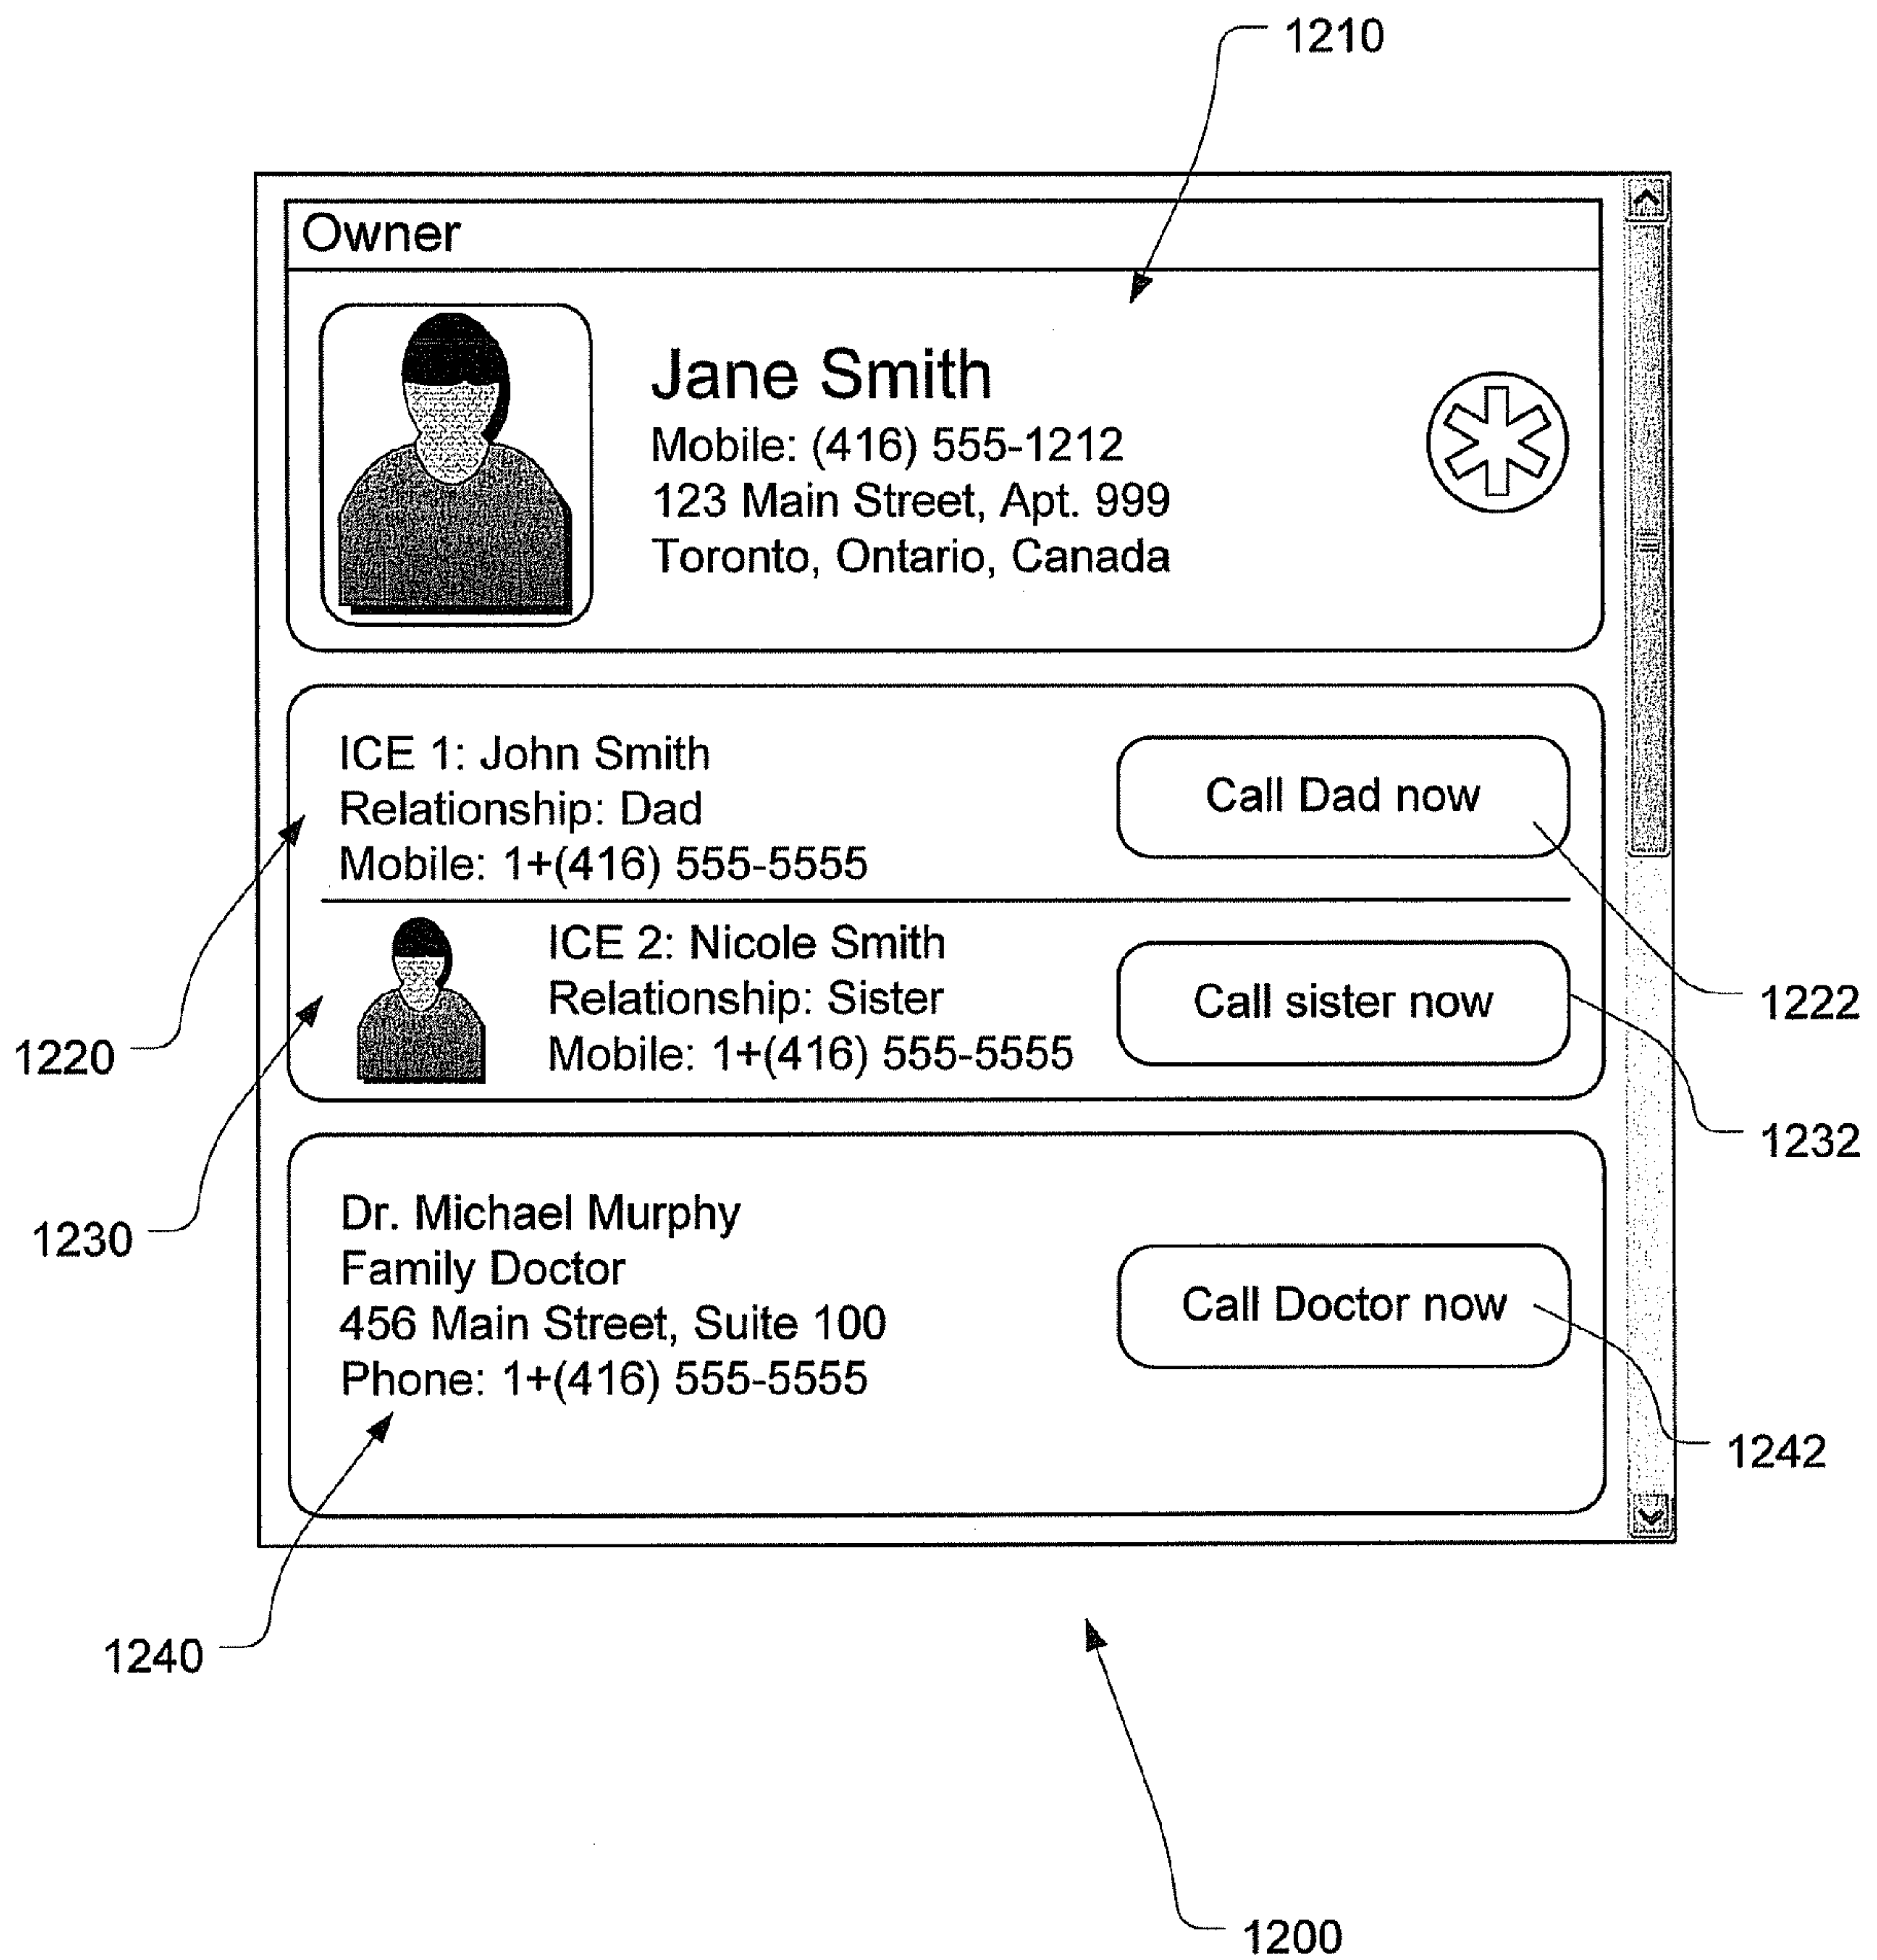 1210
Owner
Jane Smith
Mobile: (416) 555-1212
123 Main Street, Apt. 999
Toronto, Ontario, Canada
ICE 1: John Smith
Relationship: Dad
Mobile: 1+(416) 555-5555
Call Dad now
ICE 2: Nicole Smith
Relationship: Sister
Mobile: 1+(416) 555-5555
Call sister now
1222
1220
1232
1230
Dr. Michael Murphy
Family Doctor
456 Main Street, Suite 100
Phone: 1+(416) 555-5555
Call Doctor now
1242
1240
1200